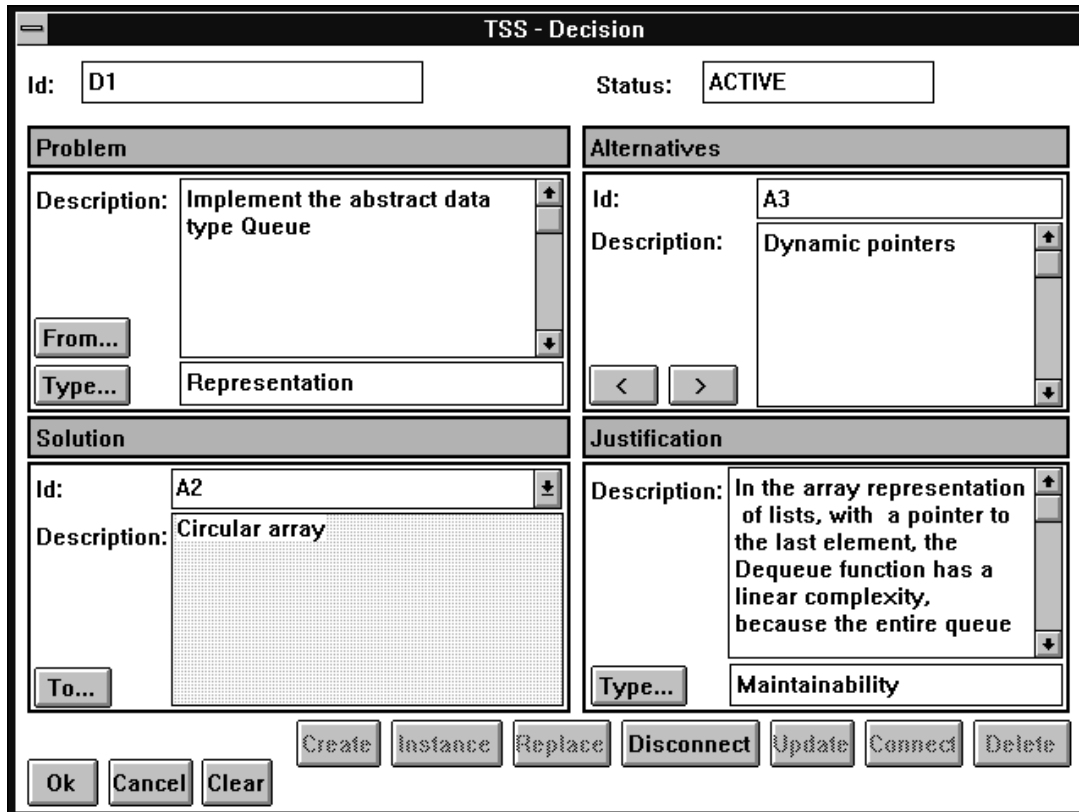 TSS - Decision
Id: D1
Status: ACTIVE
Problem
Description: Implement the abstract data
type Queue
From...
Type... Representation
Alternatives
Id: A3
Description: Dynamic pointers
< >
Solution
Id: A2
Description: Circular array
To...
Justification
Description: In the array representation
of lists, with a pointer to
the last element, the
Dequeue function has a
linear complexity,
because the entire queue
Type... Maintainability
Create Instance Replace Disconnect Update Connect Delete
Ok Cancel Clear